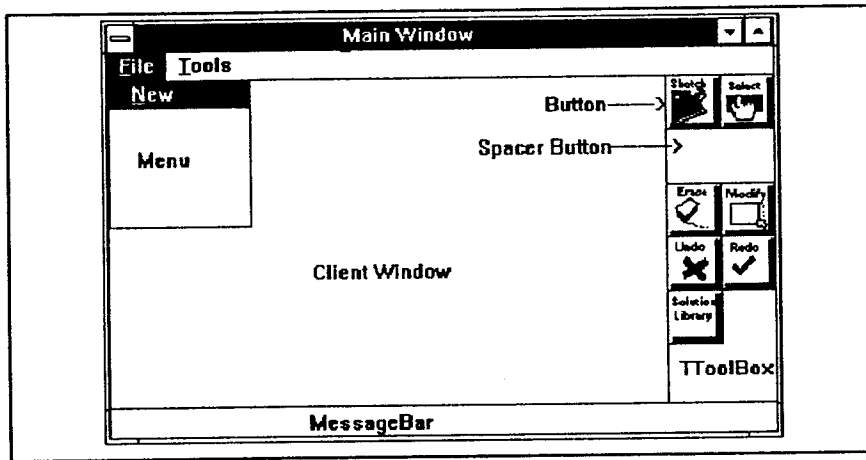 Main Window
File Tools
New
Menu
Button
Spacer Button
Client Window
Sketch
Select
Erase
Modify
Undo
Redo
Solution
Library
TToolBox
MessageBar